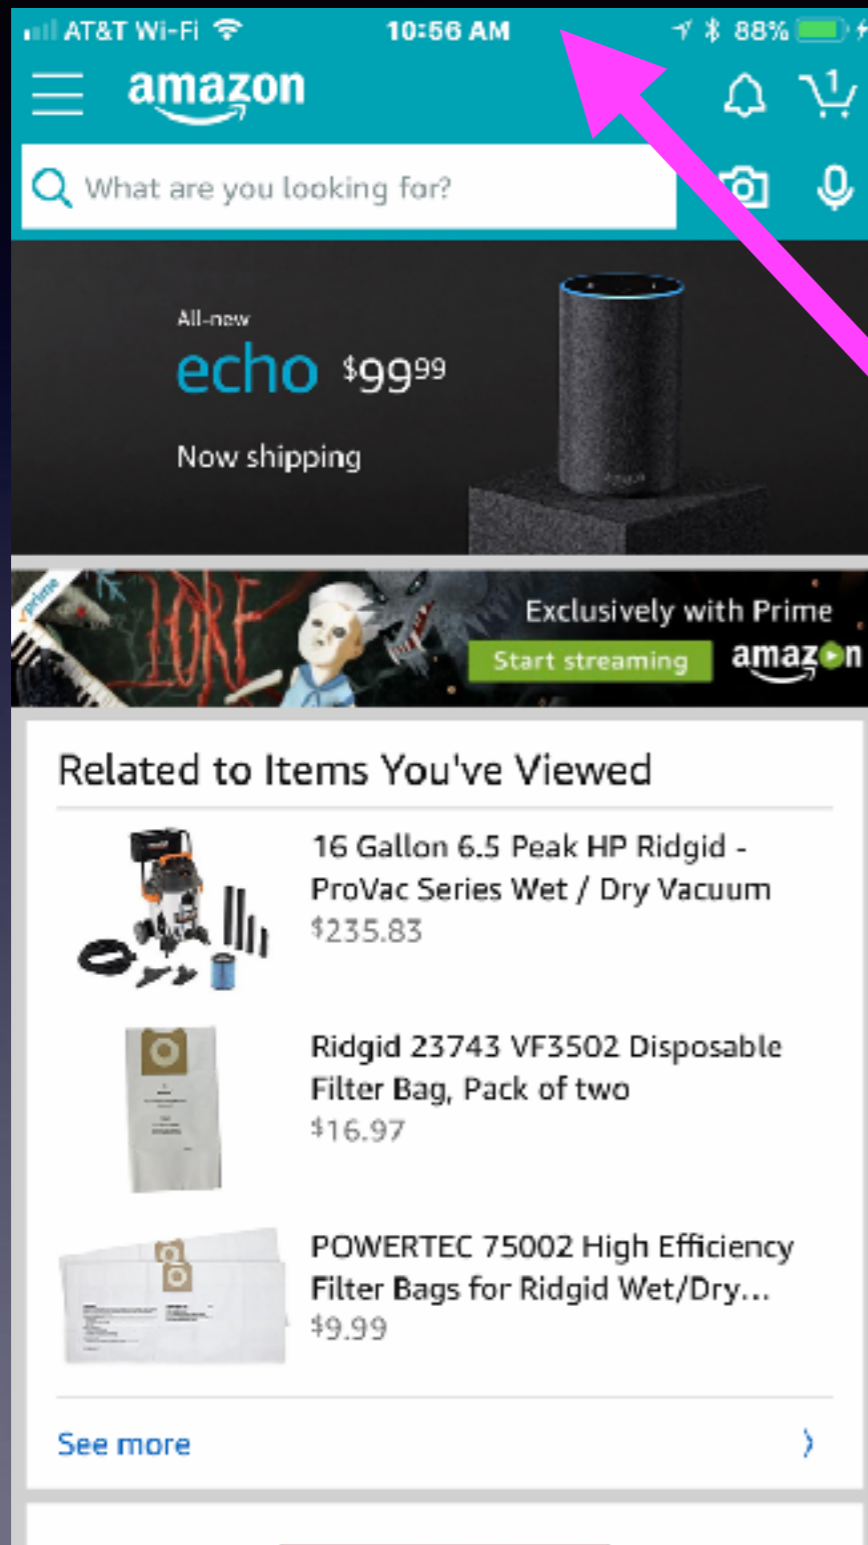 AT&T Wi-Fi 10:56 AM 88%
amazon 1
What are you looking for?
All-new
echo $99⁹⁹
Now shipping
prime
LORE
Exclusively with Prime
Start streaming amazon
Related to Items You've Viewed
16 Gallon 6.5 Peak HP Ridgid -
ProVac Series Wet / Dry Vacuum
$235.83
Ridgid 23743 VF3502 Disposable
Filter Bag, Pack of two
$16.97
POWERTEC 75002 High Efficiency
Filter Bags for Ridgid Wet/Dry...
$9.99
See more